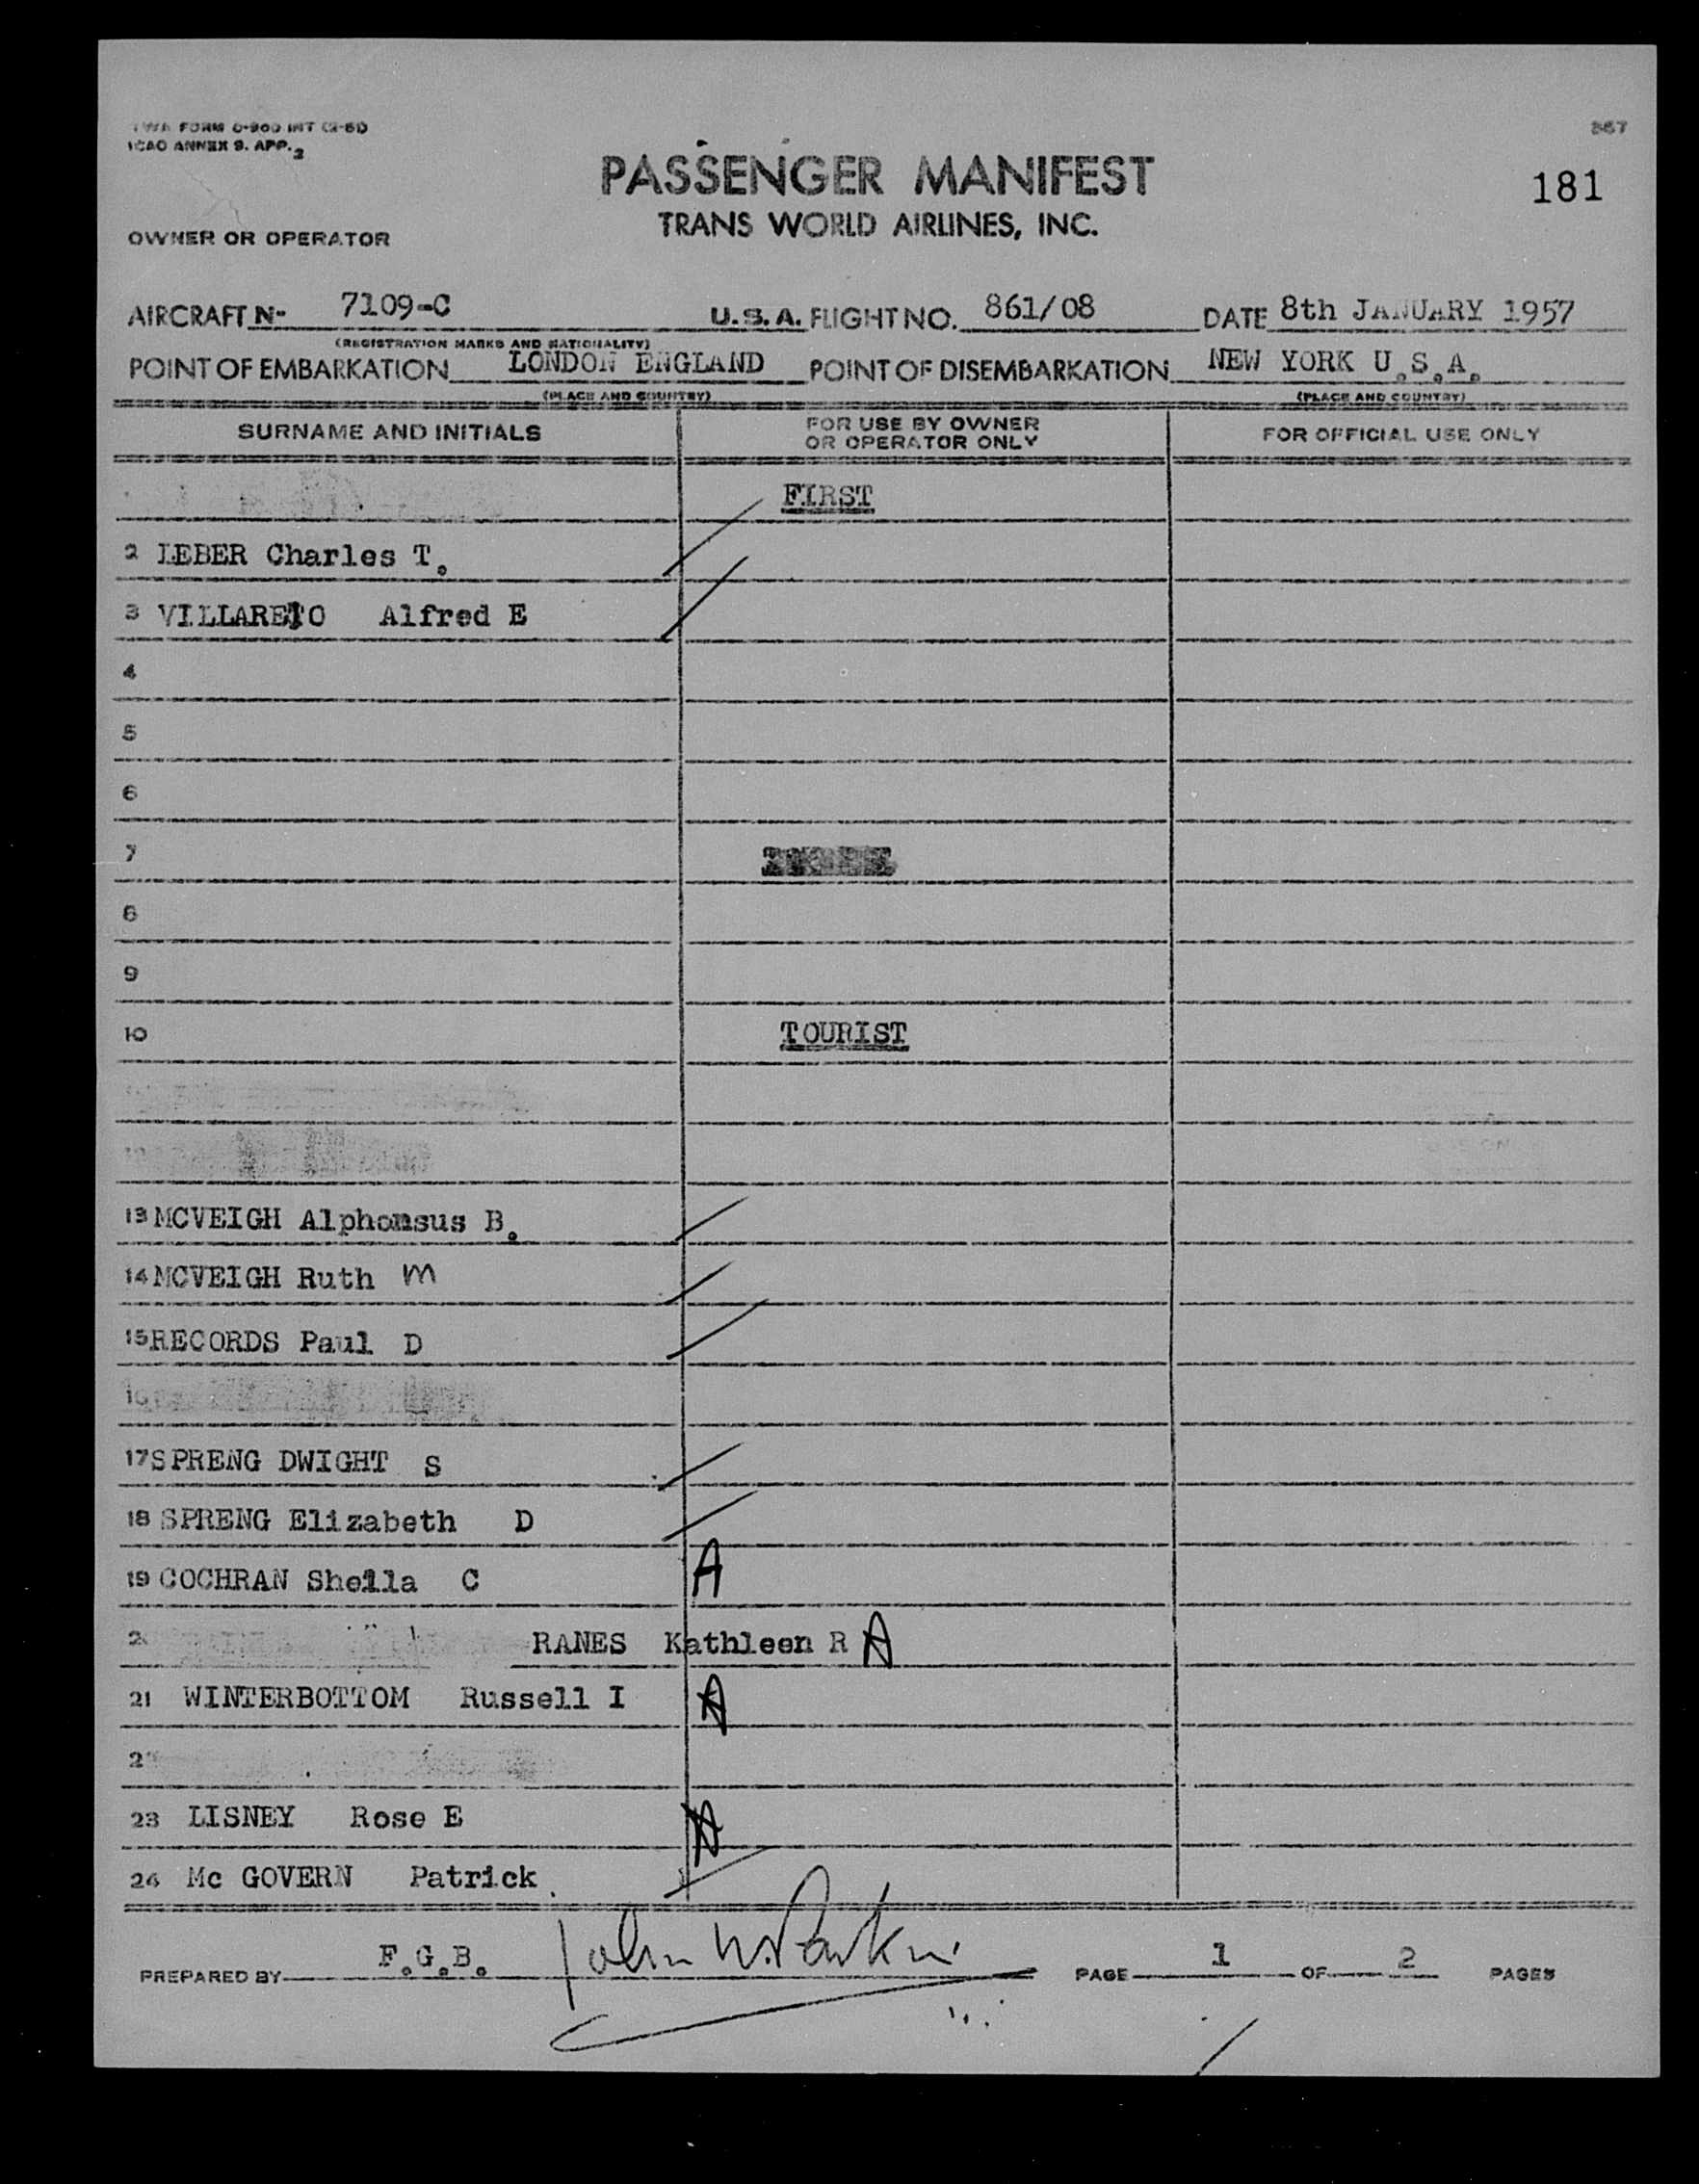 TWA FORM O-900 INT (2-51)
ICAO ANNEX 9. APP. 2
PASSENGER MANIFEST
181
TRANS WORLD AIRLINES, INC.
OWNER OR OPERATOR
AIRCRAFT N- 7109-C U.S.A. FLIGHT NO. 861/08 DATE 8th JANUARY 1957
(REGISTRATION MARKS AND NATIONALITY)
POINT OF EMBARKATION LONDON ENGLAND POINT OF DISEMBARKATION NEW YORK U.S.A.
(PLACE AND COUNTRY) (PLACE AND COUNTRY)
SURNAME AND INITIALS FOR USE BY OWNER OR OPERATOR ONLY FOR OFFICIAL USE ONLY
FIRST
2 LEBER Charles T.
3 Alfred E
4
5
6
7
8
9
10 TOURIST
13 MCVEIGH Alphonsus B.
14 MCVEIGH Ruth M
15 RECORDS Paul D
16
17 SPRENG DWIGHT S
18 SPRENG Elizabeth D
19 COCHRAN Sheila C A
RANES Kathleen R A
21 WINTERBOTTOM Russell I A
23 LISNEY Rose E A
24 Mc GOVERN Patrick
PREPARED BY F.G.B. PAGE 1 OF 2 PAGES